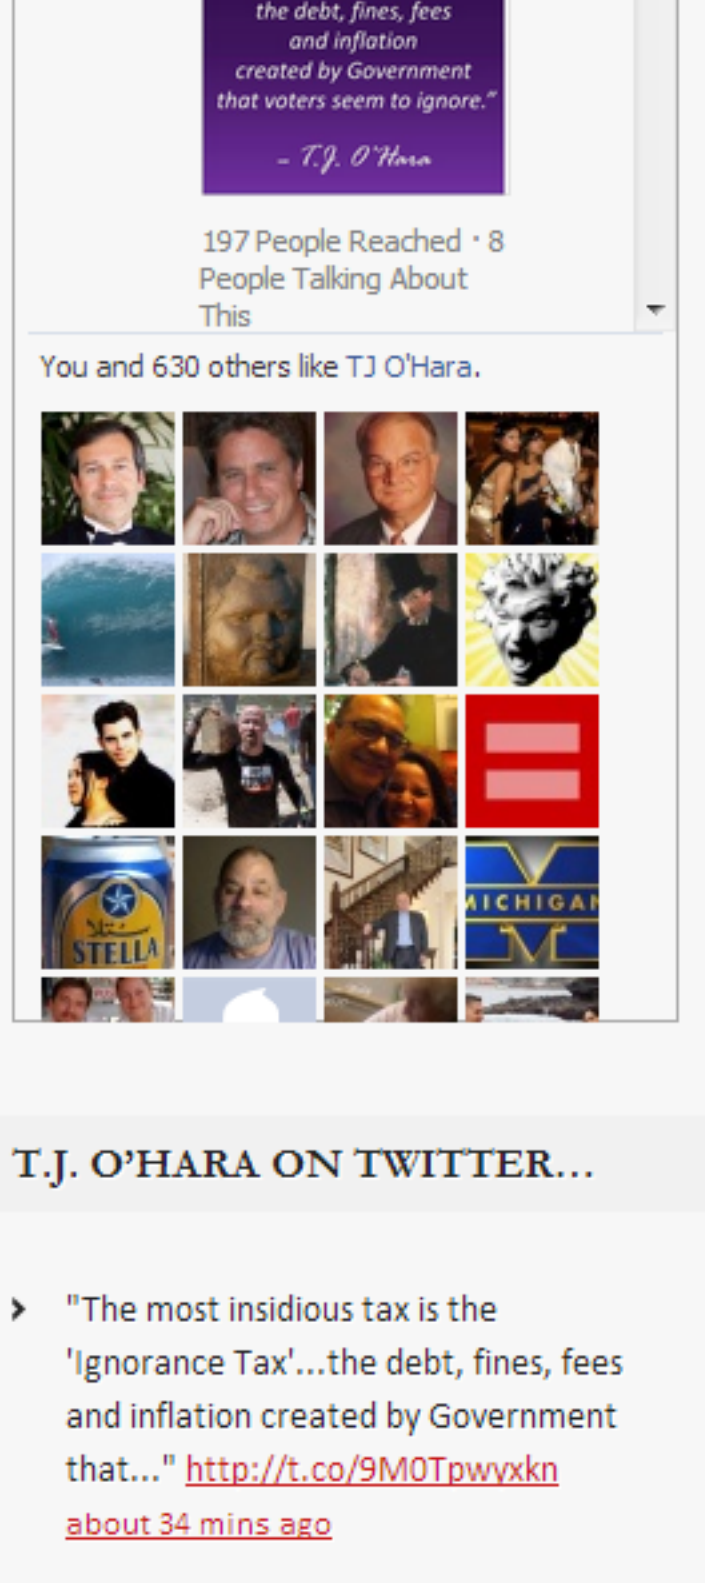 the debt, fines, fees
and inflation
created by Government
that voters seem to ignore."
– T.J. O'Hara
197 People Reached · 8
People Talking About
This
You and 630 others like TJ O'Hara.
ستلا
STELLA
MICHIGAN
T.J. O'HARA ON TWITTER...
"The most insidious tax is the
'Ignorance Tax'...the debt, fines, fees
and inflation created by Government
that..." http://t.co/9M0Tpwyxkn
about 34 mins ago